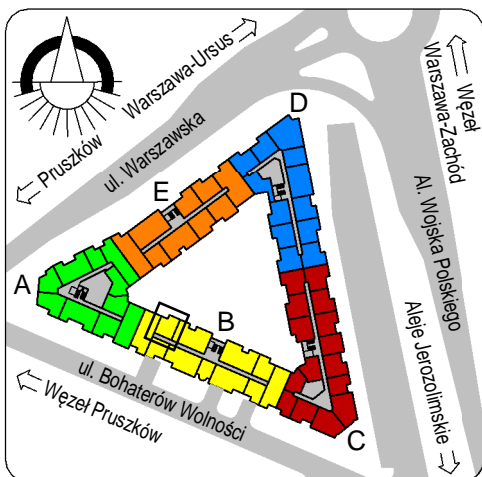 Warszawa-Ursus
Pruszków
ul. Warszawska
Węzeł
Warszawa-Zachód
Al. Wojska Polskiego
Aleje Jerozolimskie
D
E
A
B
C
ul. Bohaterów Wolności
Węzeł Pruszków